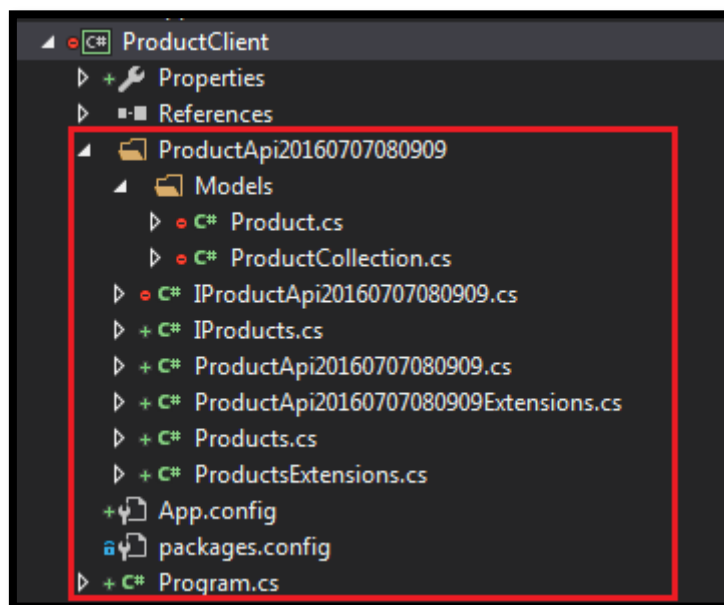 C# ProductClient
Properties
References
ProductApi20160707080909
Models
C# Product.cs
C# ProductCollection.cs
C# IProductApi20160707080909.cs
C# IProducts.cs
C# ProductApi20160707080909.cs
C# ProductApi20160707080909Extensions.cs
C# Products.cs
C# ProductsExtensions.cs
App.config
packages.config
C# Program.cs